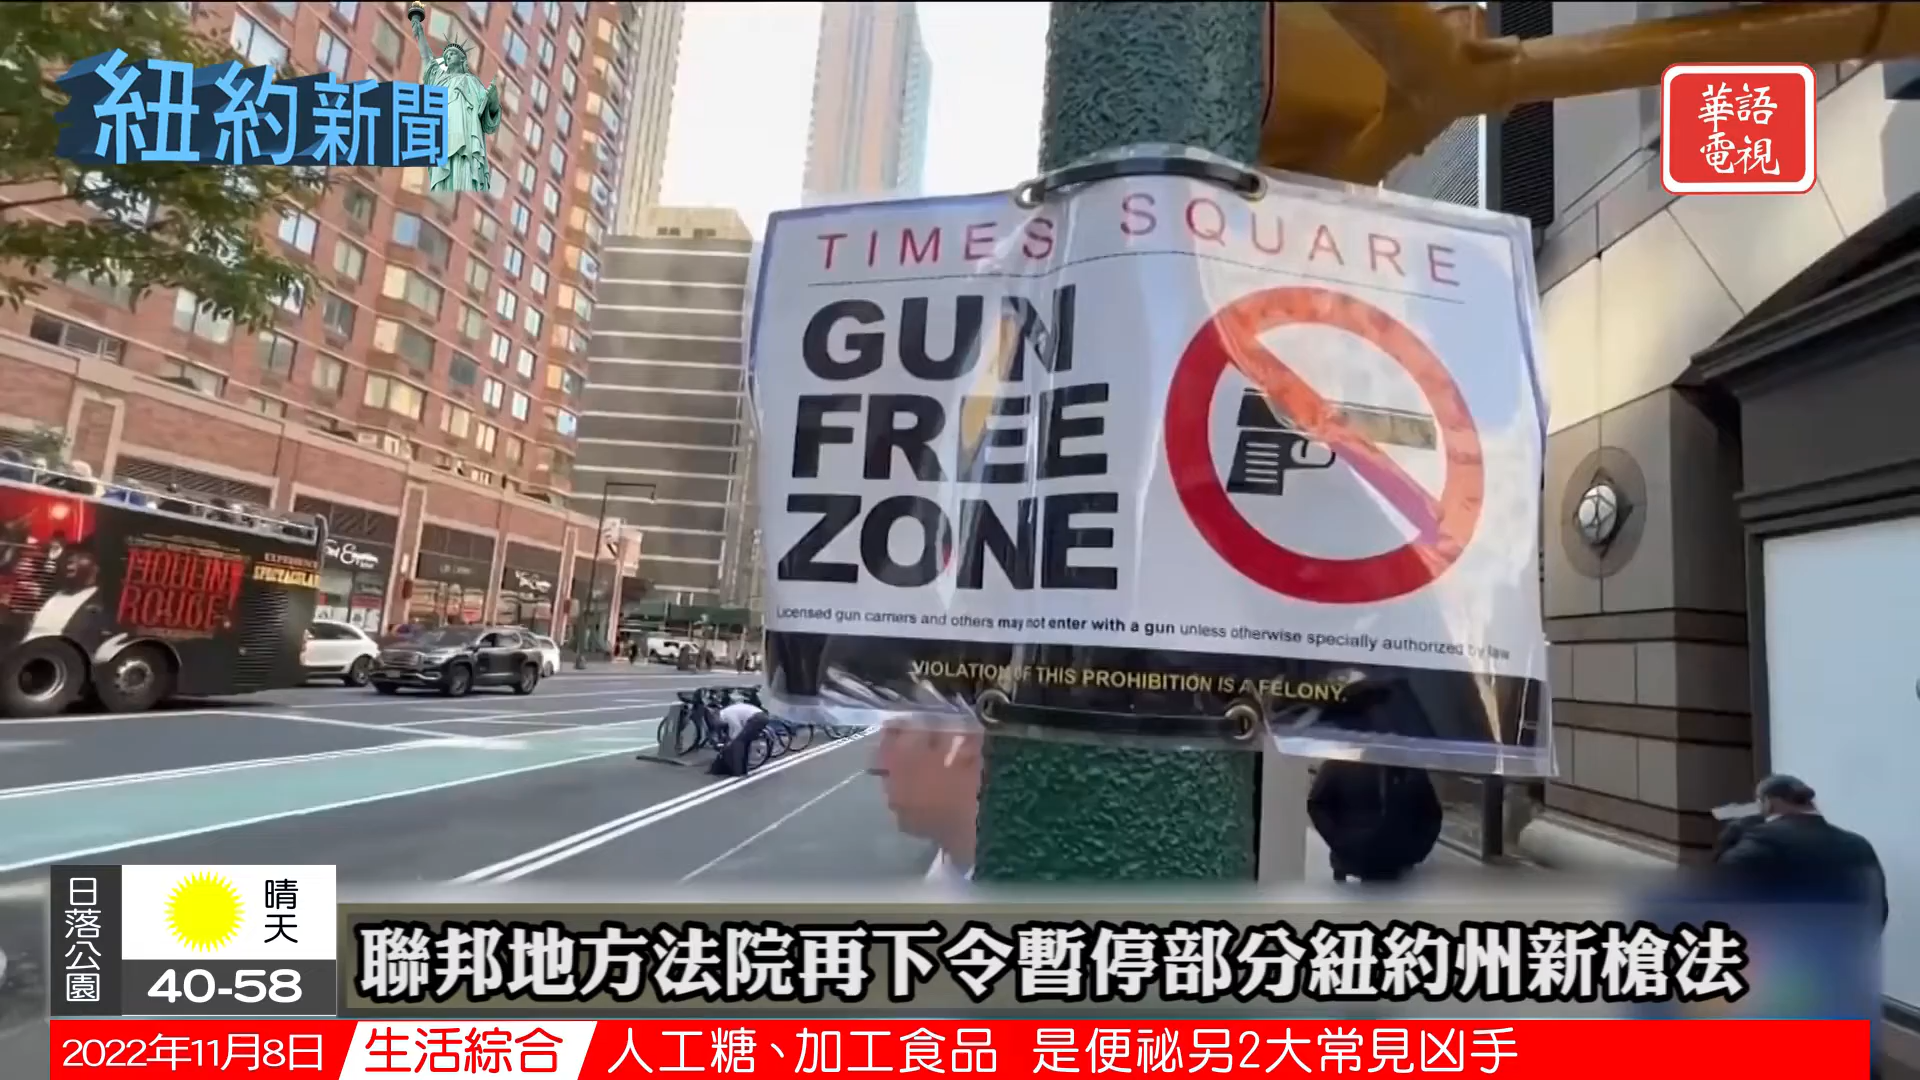 紐約新聞
華語
電視
TIMES SQUARE
GUN
FREE
ZONE
Licensed gun carriers and others may not enter with a gun unless otherwise specially authorized by law
VIOLATION OF THIS PROHIBITION IS A FELONY.
MOULIN
ROUGE!
EXPERIENCE
SPECTACULAR
日落公園
晴天
40-58
聯邦地方法院再下令暫停部分紐約州新槍法
2022年11月8日
生活綜合
人工糖、加工食品 是便祕另2大常見凶手